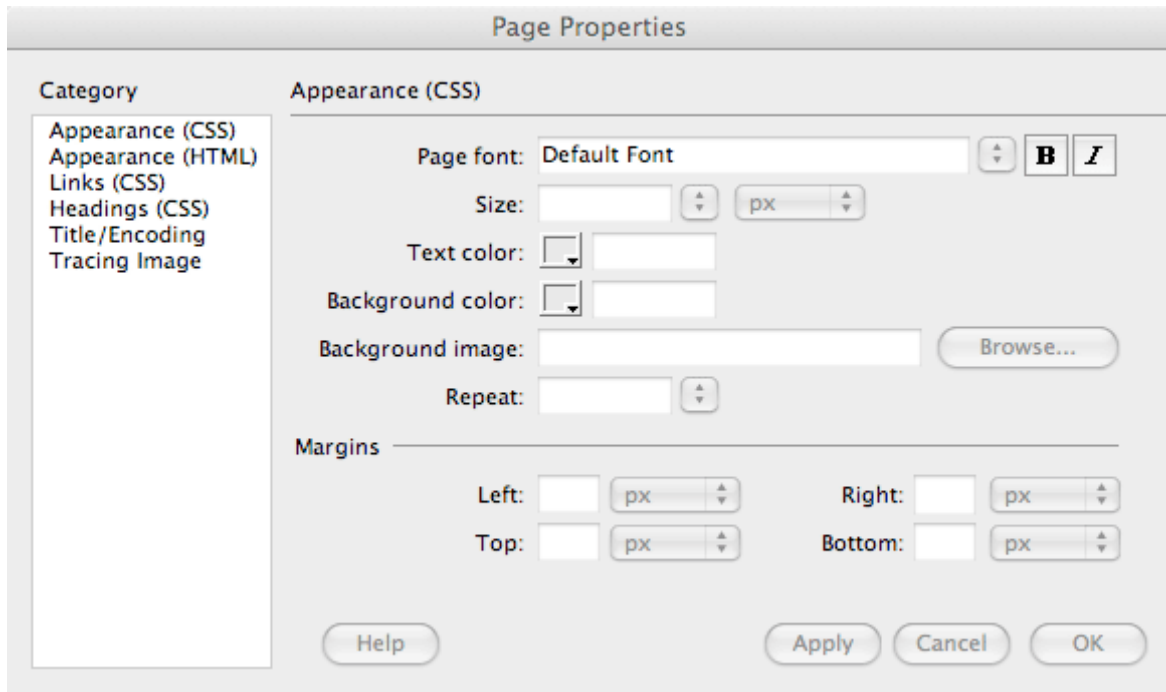 Page Properties
Category
Appearance (CSS)
Appearance (HTML)
Links (CSS)
Headings (CSS)
Title/Encoding
Tracing Image
Appearance (CSS)
Page font: Default Font B I
Size: px
Text color:
Background color:
Background image: Browse...
Repeat:
Margins
Left: px Right: px
Top: px Bottom: px
Help Apply Cancel OK